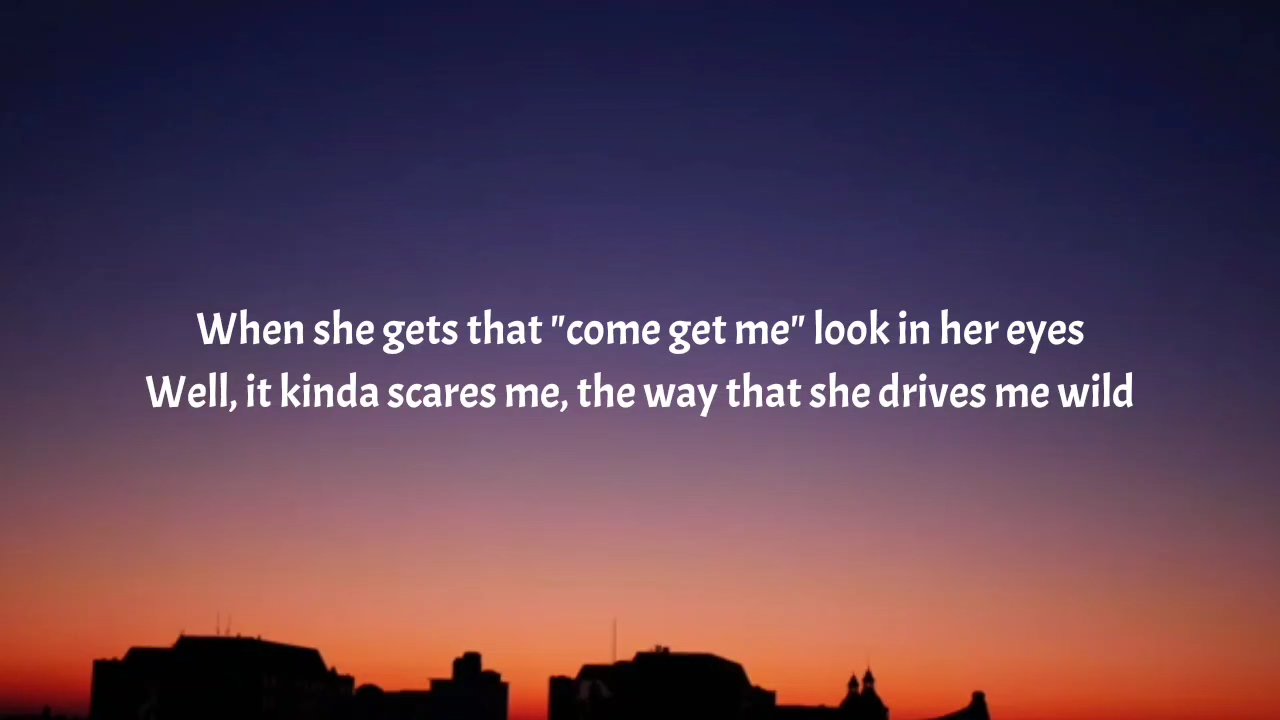 When she gets that "come get me" look in her eyes
Well, it kinda scares me, the way that she drives me wild